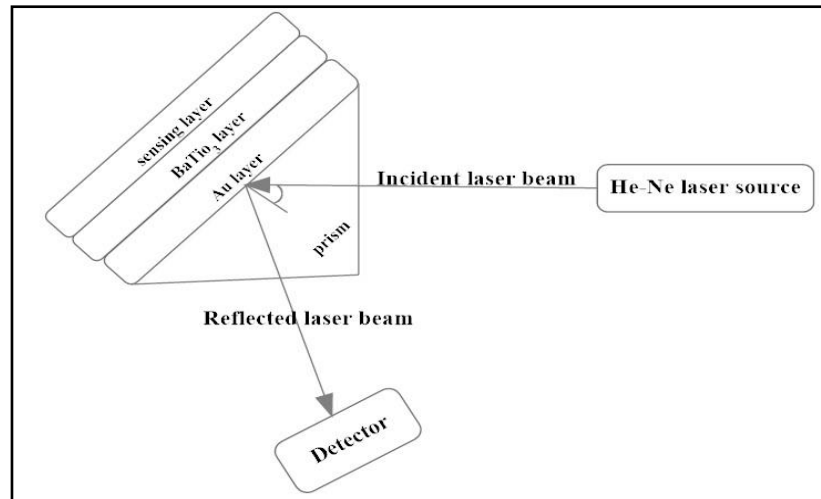 sensing layer
BaTio3 layer
Au layer
Incident laser beam
He-Ne laser source
prism
Reflected laser beam
Detector